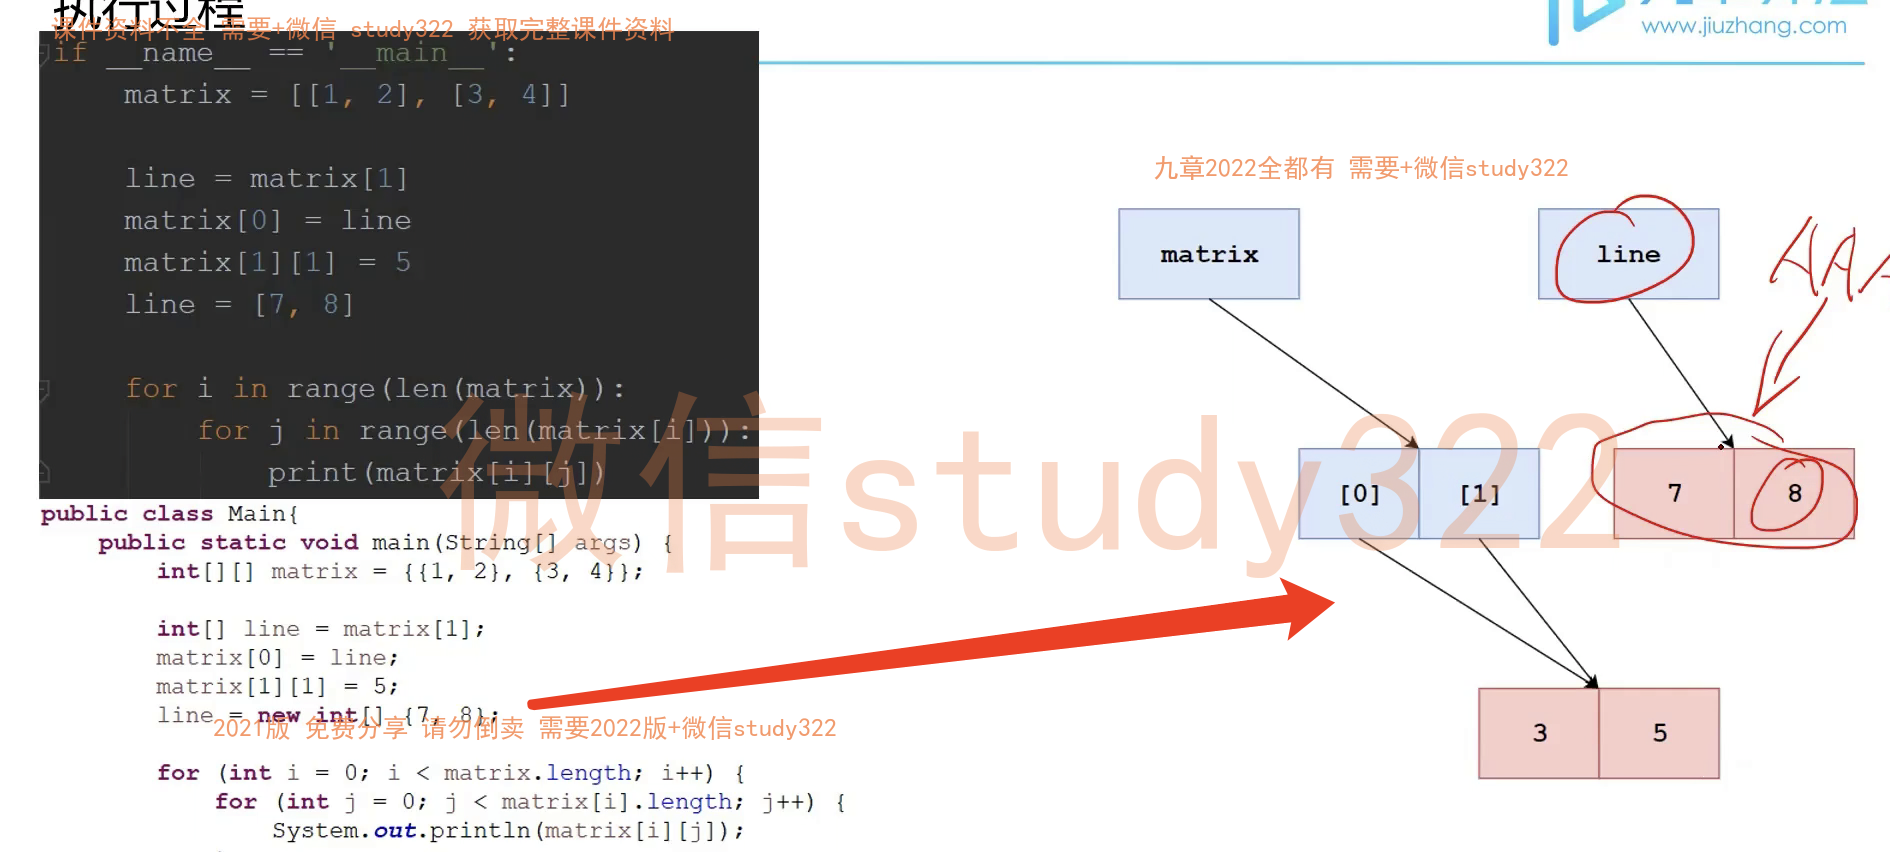 执行过程
课件资料不全 需要+微信 study322 获取完整课件资料
www.jiuzhang.com
if __name__ == '__main__':
matrix = [[1, 2], [3, 4]]
line = matrix[1]
matrix[0] = line
matrix[1][1] = 5
line = [7, 8]
for i in range(len(matrix)):
for j in range(len(matrix[i])):
print(matrix[i][j])
九章2022全都有 需要+微信study322
matrix
line
[0] [1]
7 8
3 5
微信study322
public class Main{
public static void main(String[] args) {
int[][] matrix = {{1, 2}, {3, 4}};
int[] line = matrix[1];
matrix[0] = line;
matrix[1][1] = 5;
line = new int[] {7, 8};
2021版 免费分享 请勿倒卖 需要2022版+微信study322
for (int i = 0; i < matrix.length; i++) {
for (int j = 0; j < matrix[i].length; j++) {
System.out.println(matrix[i][j]);